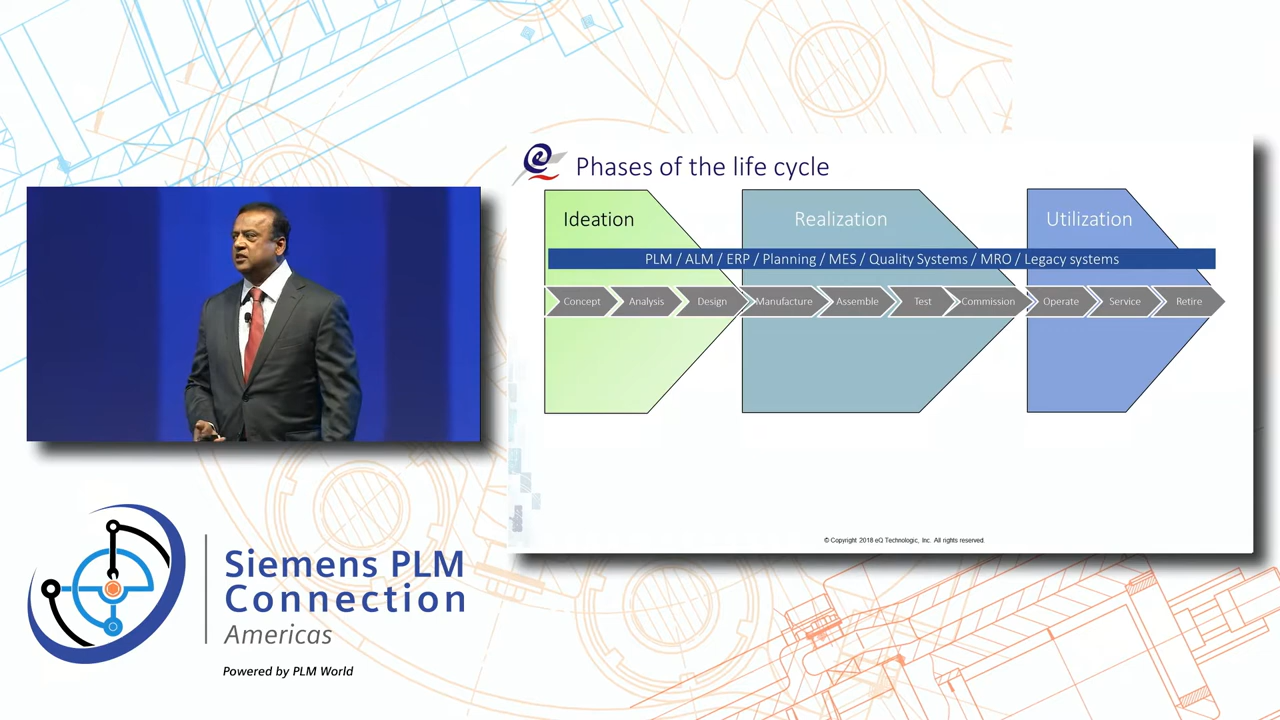 Phases of the life cycle
Ideation
Realization
Utilization
PLM / ALM / ERP / Planning / MES / Quality Systems / MRO / Legacy systems
Concept
Analysis
Design
Manufacture
Assemble
Test
Commission
Operate
Service
Retire
© Copyright 2018 eQ Technologic, Inc. All rights reserved.
Siemens PLM
Connection
Americas
Powered by PLM World